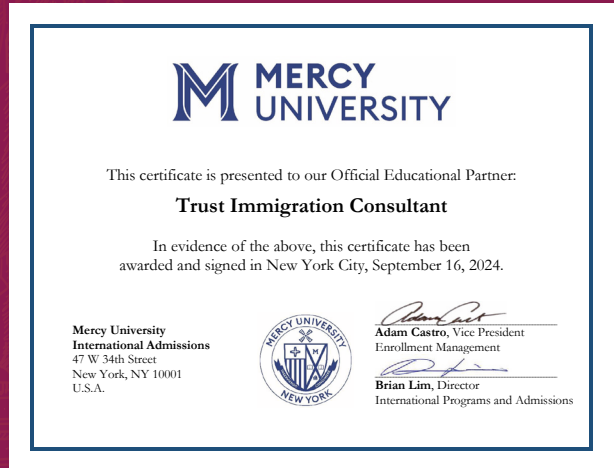 MERCY
UNIVERSITY
This certificate is presented to our Official Educational Partner:
Trust Immigration Consultant
In evidence of the above, this certificate has been
awarded and signed in New York City, September 16, 2024.
Mercy University
International Admissions
47 W 34th Street
New York, NY 10001
U.S.A.
MERCY UNIVERSITY
NEW YORK
Adam Castro, Vice President
Enrollment Management
Brian Lim, Director
International Programs and Admissions